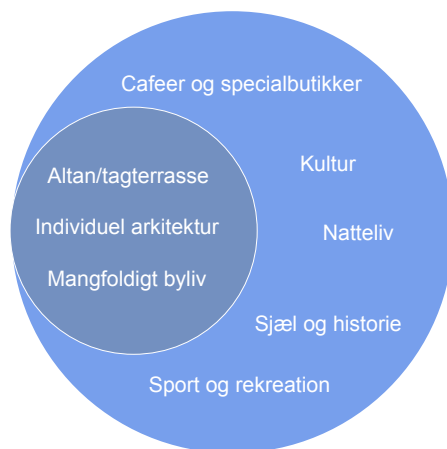 Cafeer og specialbutikker
Kultur
Altan/tagterrasse
Individuel arkitektur
Natteliv
Mangfoldigt byliv
Sjæl og historie
Sport og rekreation